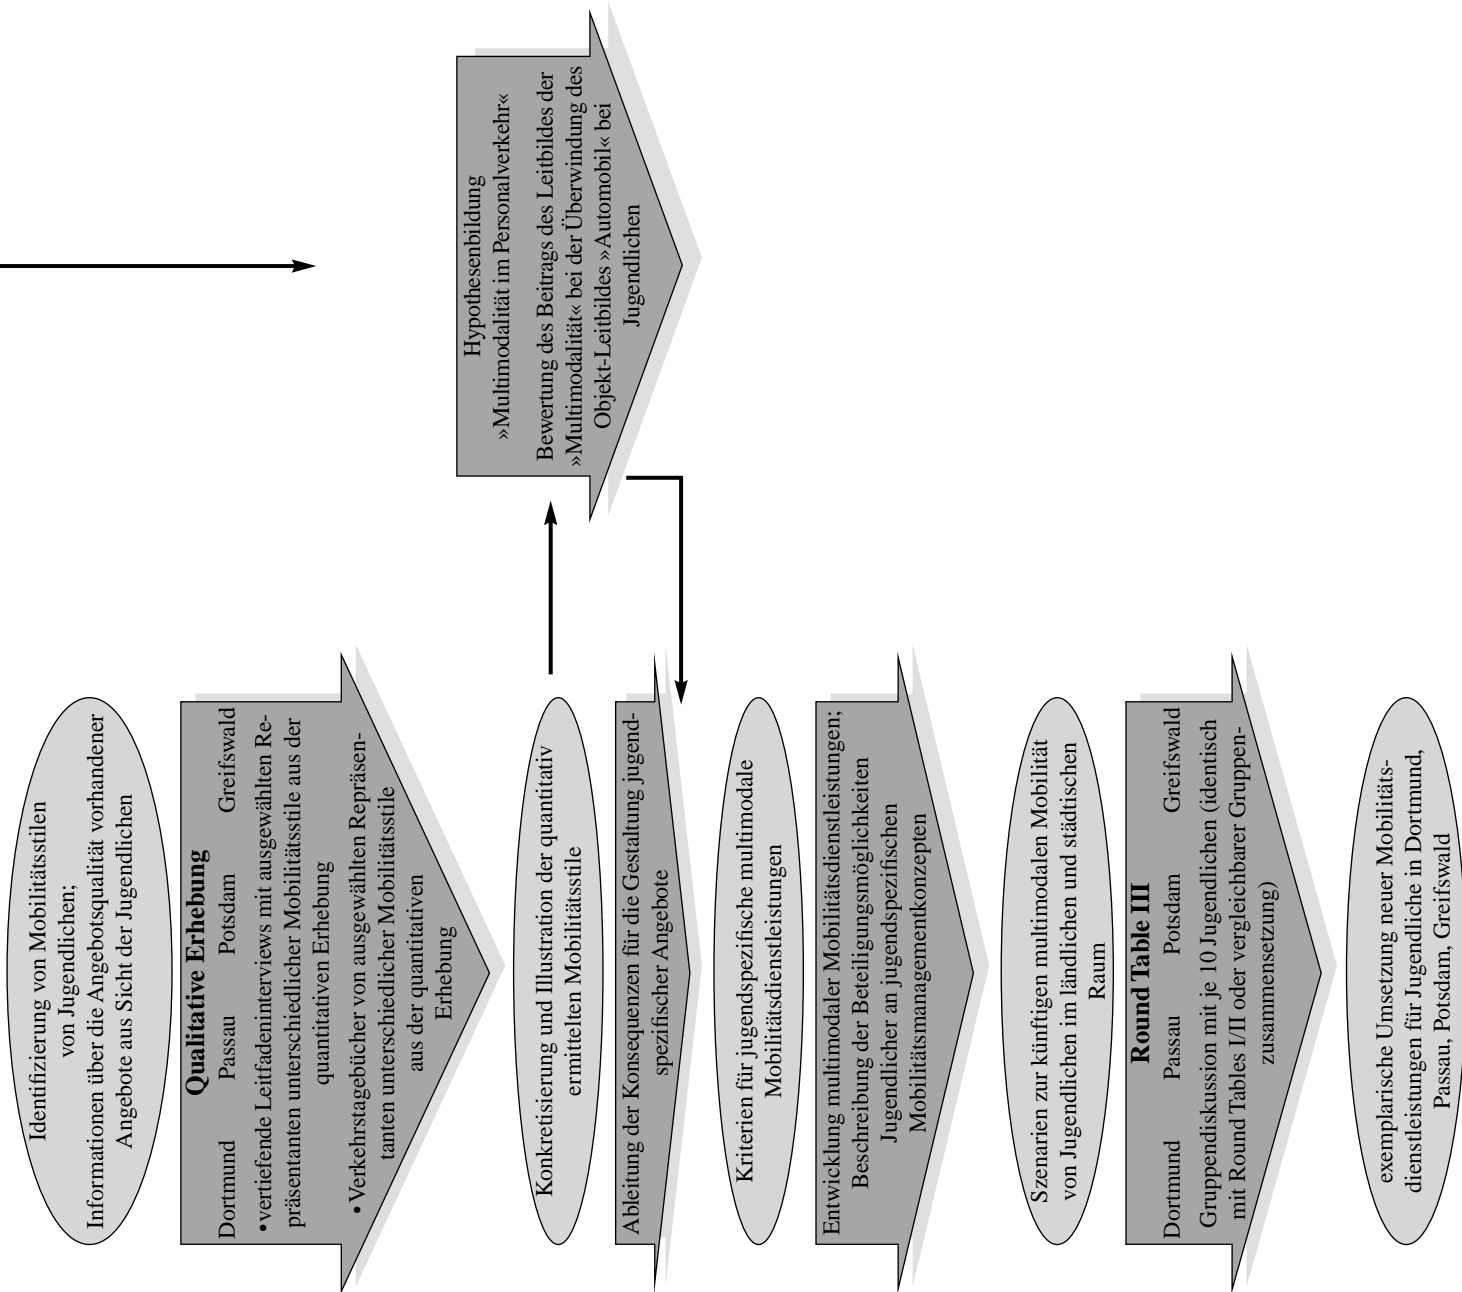 Identifizierung von Mobilitätsstilen
von Jugendlichen;
Informationen über die Angebotsqualität vorhandener
Angebote aus Sicht der Jugendlichen
Qualitative Erhebung
Dortmund Passau Potsdam Greifswald
• vertiefende Leitfadeninterviews mit ausgewählten Re-
präsentanten unterschiedlicher Mobilitätsstile aus der
quantitativen Erhebung
• Verkehrstagebücher von ausgewählten Repräsen-
tanten unterschiedlicher Mobilitätsstile
aus der quantitativen
Erhebung
Konkretisierung und Illustration der quantitativ
ermittelten Mobilitätsstile
Hypothesenbildung
»Multimodalität im Personalverkehr«
Bewertung des Beitrags des Leitbildes der
»Multimodalität« bei der Überwindung des
Objekt-Leitbildes »Automobil« bei
Jugendlichen
Ableitung der Konsequenzen für die Gestaltung jugend-
spezifischer Angebote
Kriterien für jugendspezifische multimodale
Mobilitätsdienstleistungen
Entwicklung multimodaler Mobilitätsdienstleistungen;
Beschreibung der Beteiligungsmöglichkeiten
Jugendlicher an jugendspezifischen
Mobilitätsmanagementkonzepten
Szenarien zur künftigen multimodalen Mobilität
von Jugendlichen im ländlichen und städtischen
Raum
Round Table III
Dortmund Passau Potsdam Greifswald
Gruppendiskussion mit je 10 Jugendlichen (identisch
mit Round Tables I/II oder vergleichbarer Gruppen-
zusammensetzung)
exemplarische Umsetzung neuer Mobilitäts-
dienstleistungen für Jugendliche in Dortmund,
Passau, Potsdam, Greifswald